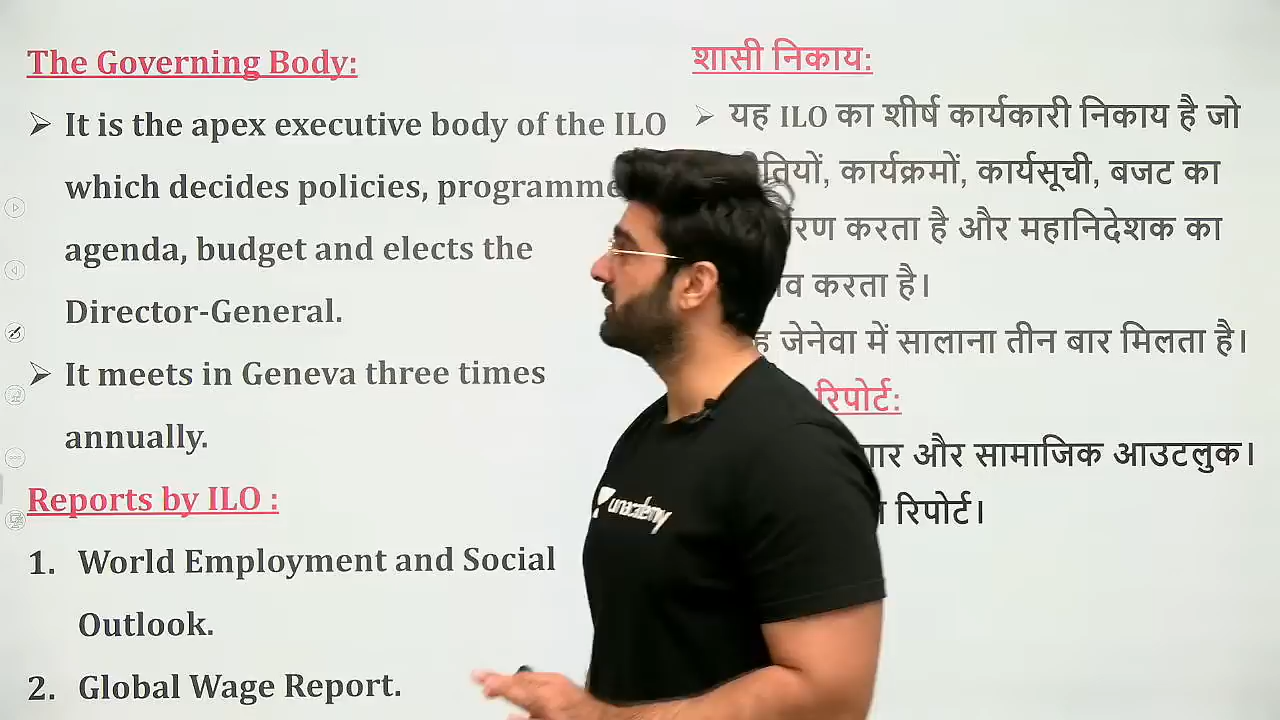 The Governing Body:
➢ It is the apex executive body of the ILO
which decides policies, programme
agenda, budget and elects the
Director-General.
➢ It meets in Geneva three times
annually.
Reports by ILO :
1. World Employment and Social
Outlook.
2. Global Wage Report.
शासी निकाय:
➢ यह ILO का शीर्ष कार्यकारी निकाय है जो
कार्यक्रमों, कार्यसूची, बजट का
करता है और महानिदेशक का
करता है।
जेनेवा में सालाना तीन बार मिलता है।
रिपोर्ट:
और सामाजिक आउटलुक।
रिपोर्ट।
unacademy